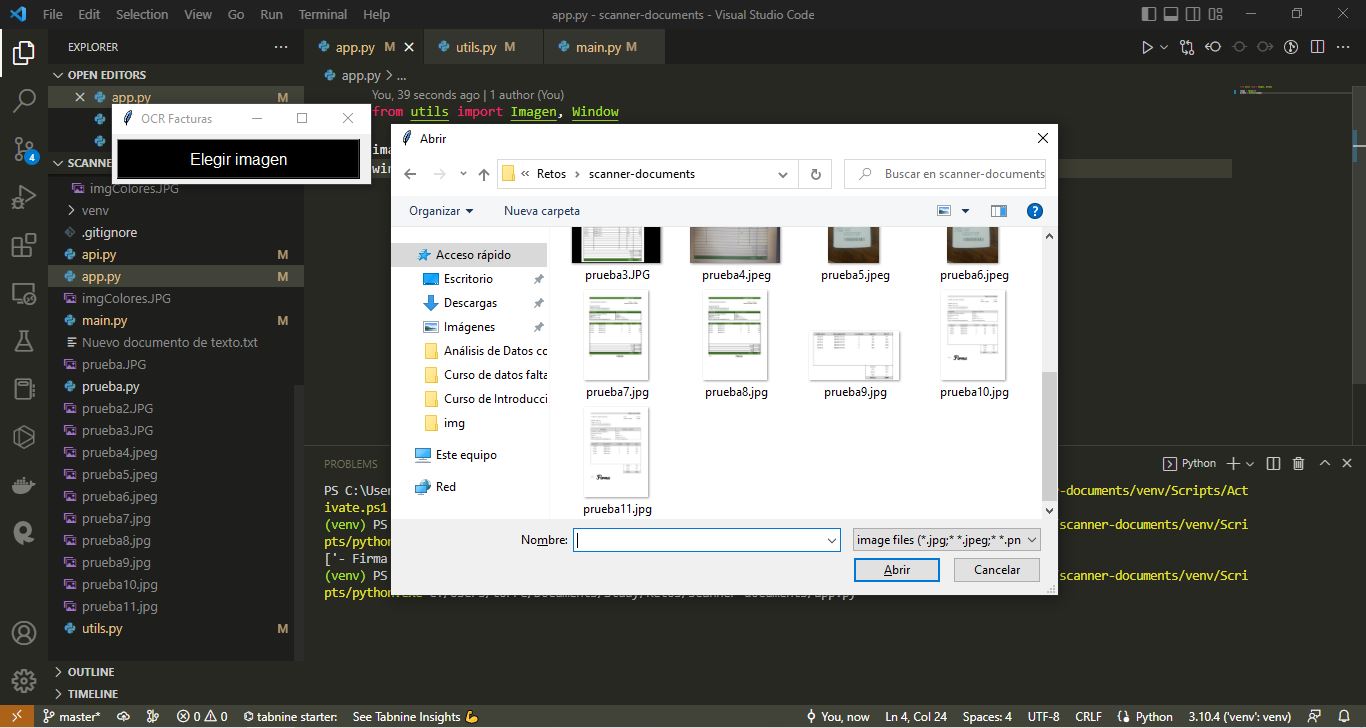 File Edit Selection View Go Run Terminal Help
app.py - scanner-documents - Visual Studio Code
EXPLORER
app.py M
utils.py M
main.py M
OPEN EDITORS
app.py M
app.py > ...
You, 39 seconds ago | 1 author (You)
from utils import Imagen, Window
ima
win
OCR Facturas
Elegir imagen
SCANNE
imgColores.JPG
venv
.gitignore
api.py M
app.py M
imgColores.JPG
main.py M
Nuevo documento de texto.txt
prueba.JPG
prueba.py
prueba2.JPG
prueba3.JPG
prueba4.jpeg
prueba5.jpeg
prueba6.jpeg
prueba7.jpg
prueba8.jpg
prueba9.jpg
prueba10.jpg
prueba11.jpg
utils.py M
OUTLINE
TIMELINE
Abrir
« Retos > scanner-documents
Buscar en scanner-documents
Organizar
Nueva carpeta
Acceso rápido
Escritorio
Descargas
Imágenes
Análisis de Datos cc
Curso de datos falta
Curso de Introducci
img
Este equipo
Red
prueba3.JPG
prueba4.jpeg
prueba5.jpeg
prueba6.jpeg
prueba7.jpg
prueba8.jpg
prueba9.jpg
prueba10.jpg
prueba11.jpg
Nombre:
image files (*.jpg;* *.jpeg;* *.pn
Abrir
Cancelar
PROBLEMS
Python
PS C:\User
-documents/venv/Scripts/Act
ivate.ps1
(venv) PS
scanner-documents/venv/Scri
pts/python
['- Firma
(venv) PS
scanner-documents/venv/Scri
pts/python
app.py
4
master*
0 0
tabnine starter:
See Tabnine Insights
You, now
Ln 4, Col 24
Spaces: 4
UTF-8
CRLF
Python
3.10.4 ('venv': venv)